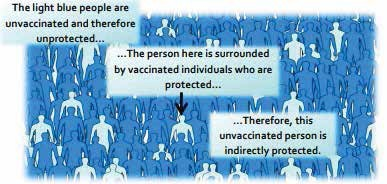 The light blue people are
unvaccinated and therefore
unprotected…
…The person here is surrounded
by vaccinated individuals who are
protected…
…Therefore, this
unvaccinated person is
indirectly protected.